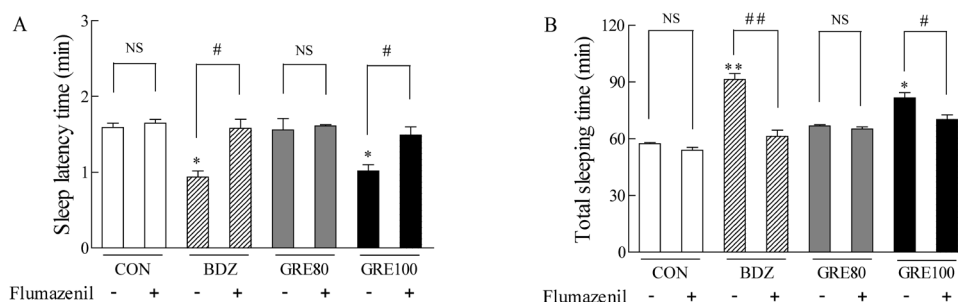 A
Sleep latency time (min)
3
2
1
0
NS
#
NS
#
*
*
CON
BDZ
GRE80
GRE100
Flumazenil - + - + - + - +
B
Total sleeping time (min)
120
90
60
30
0
NS
##
NS
#
**
*
CON
BDZ
GRE80
GRE100
Flumazenil - + - + - + - +